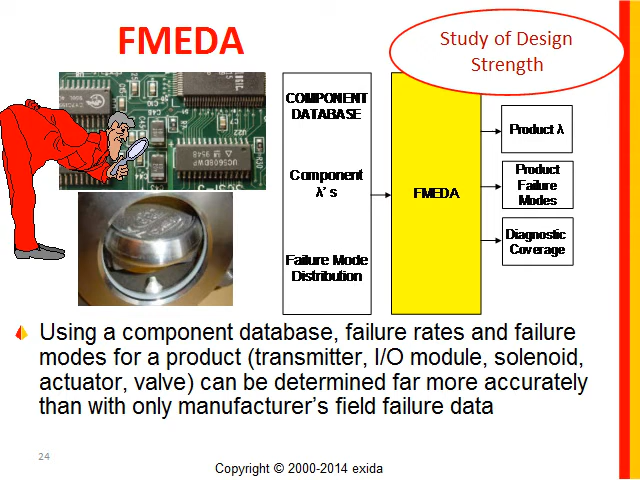 FMEDA
Study of Design
Strength
COMPONENT
DATABASE
Component
λ's
Failure Mode
Distribution
FMEDA
Product λ
Product
Failure
Modes
Diagnostic
Coverage
Using a component database, failure rates and failure
modes for a product (transmitter, I/O module, solenoid,
actuator, valve) can be determined far more accurately
than with only manufacturer's field failure data
24
Copyright © 2000-2014 exida